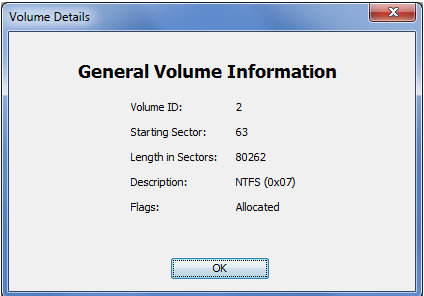 Volume Details
General Volume Information
Volume ID: 2
Starting Sector: 63
Length in Sectors: 80262
Description: NTFS (0x07)
Flags: Allocated
OK